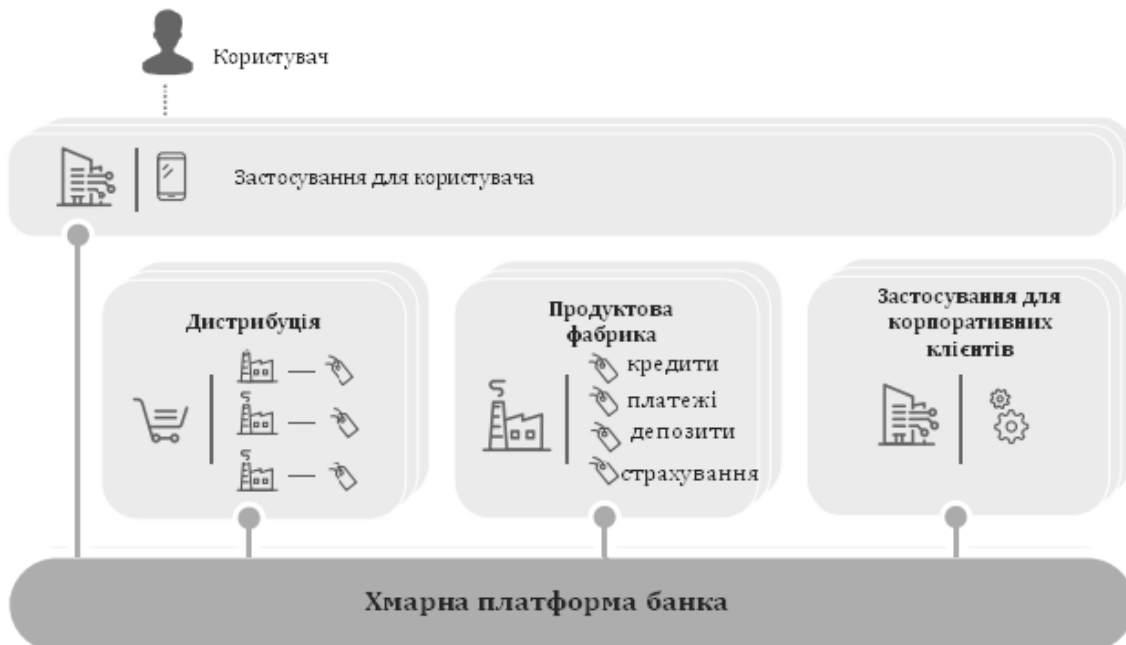 Користувач
Застосування для користувача
Дистрибуція
Продуктова
фабрика
кредити
платежі
депозити
страхування
Застосування для
корпоративних
клієнтів
Хмарна платформа банка